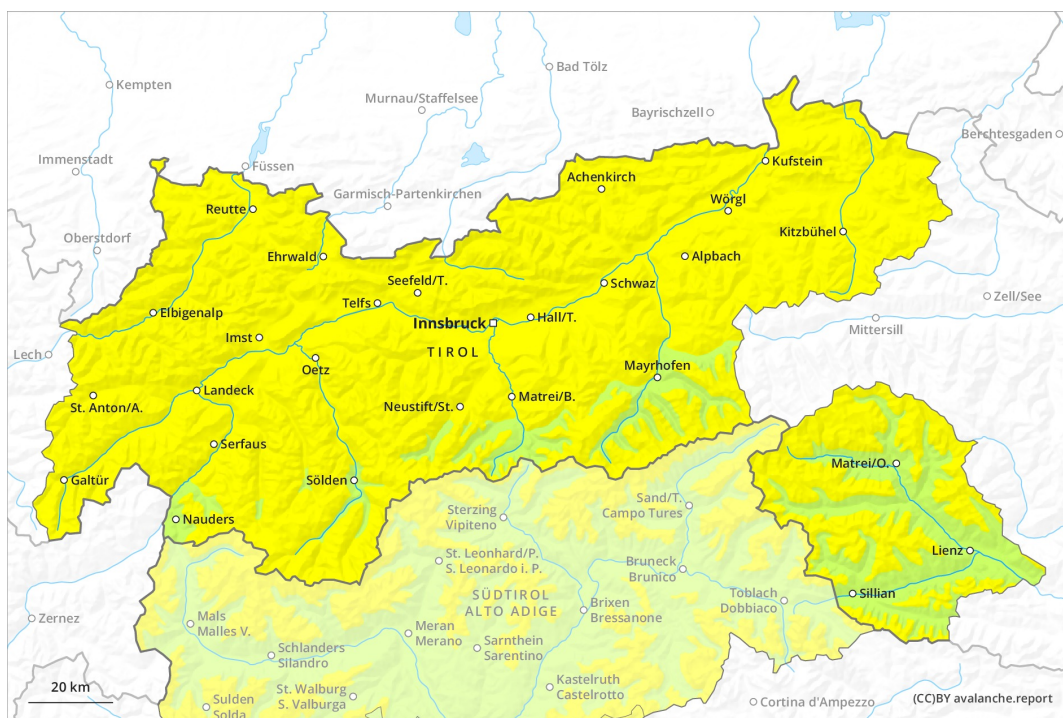 Kempten
Bad Tölz
Murnau/Staffelsee
Bayrischzell
Berchtesgaden
Immenstadt
Füssen
Kufstein
Achenkirch
Garmisch-Partenkirchen
Reutte
Wörgl
Oberstdorf
Kitzbühel
Ehrwald
Alpbach
Seefeld/T.
Schwaz
Zell/See
Telfs
Elbigenalp
Hall/T.
Innsbruck
Mittersill
Imst
TIROL
Lech
Oetz
Mayrhofen
Landeck
St. Anton/A.
Matrei/B.
Neustift/St.
Serfaus
Matrei/O.
Galtür
Sölden
Sand/T.
Campo Tures
Sterzing
Vipiteno
Nauders
Lienz
St. Leonhard/P.
S. Leonardo i. P.
Bruneck
Brunico
SÜDTIROL
ALTO ADIGE
Sillian
Toblach
Dobbiaco
Brixen
Bressanone
Zernez
Mals
Malles V.
Meran
Merano
Sarnthein
Sarentino
Schlanders
Silandro
20 km
Kastelruth
Castelrotto
St. Walburg
S. Valburga
Sulden
Solda
Cortina d'Ampezzo
(CC)BY avalanche.report